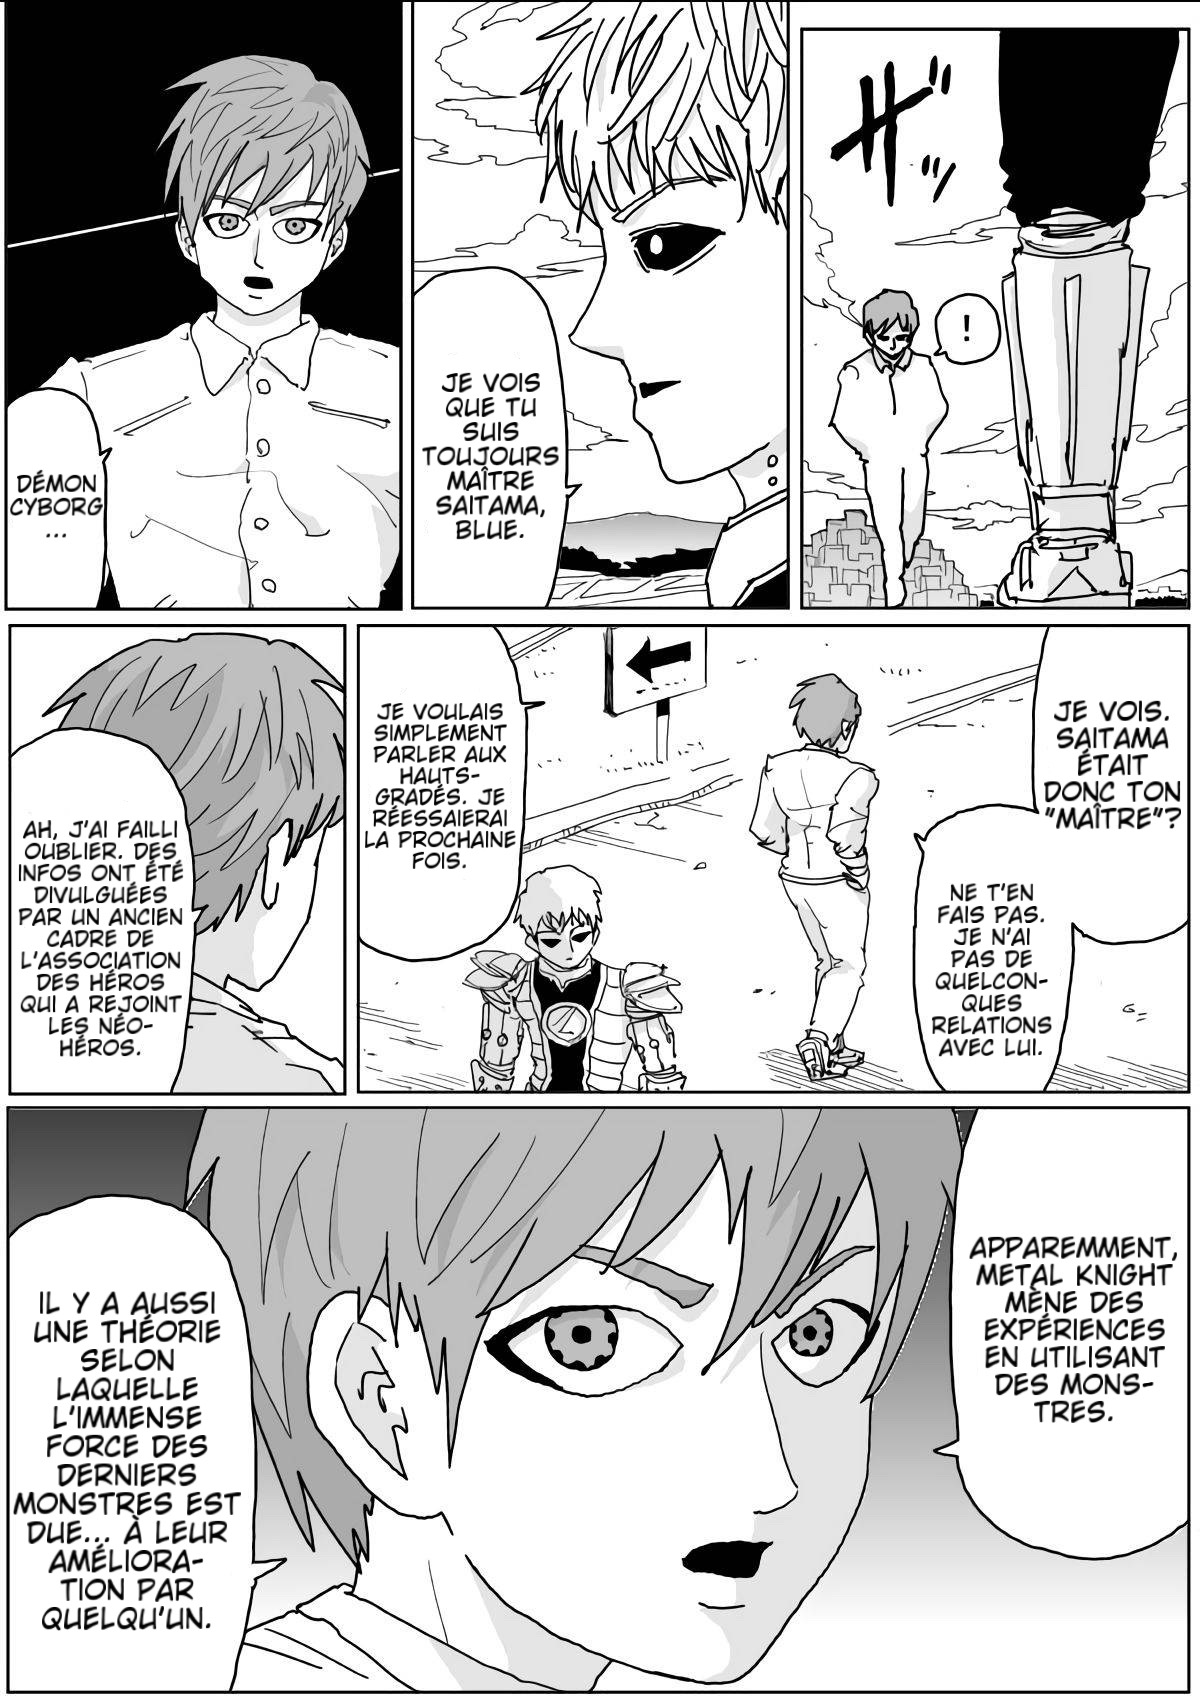 ザッ
!
JE VOIS
QUE TU
SUIS
TOUJOURS
MAÎTRE
SAITAMA,
BLUE.
DÉMON
CYBORG
...
JE VOIS.
SAITAMA
ÉTAIT
DONC TON
"MAÎTRE"?
NE T'EN
FAIS PAS.
JE N'AI
PAS DE
QUELCON-
QUES
RELATIONS
AVEC LUI.
JE VOULAIS
SIMPLEMENT
PARLER AUX
HAUTS-
GRADÉS. JE
RÉESSAIERAI
LA PROCHAINE
FOIS.
AH, J'AI FAILLI
OUBLIER. DES
INFOS ONT ÉTÉ
DIVULGUÉES
PAR UN ANCIEN
CADRE DE
L'ASSOCIATION
DES HÉROS
QUI A REJOINT
LES NÉO-
HÉROS.
APPAREMMENT,
METAL KNIGHT
MÈNE DES
EXPÉRIENCES
EN UTILISANT
DES MONS-
TRES.
IL Y A AUSSI
UNE THÉORIE
SELON
LAQUELLE
L'IMMENSE
FORCE DES
DERNIERS
MONSTRES EST
DUE... À LEUR
AMÉLIORA-
TION PAR
QUELQU'UN.